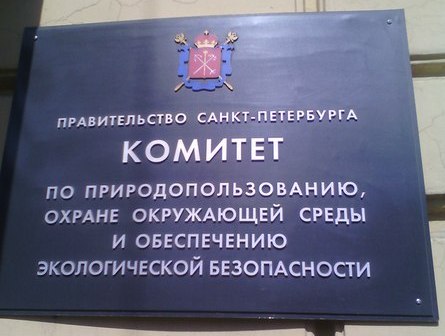 ПРАВИТЕЛЬСТВО САНКТ-ПЕТЕРБУРГА
КОМИТЕТ
ПО ПРИРОДОПОЛЬЗОВАНИЮ,
ОХРАНЕ ОКРУЖАЮЩЕЙ СРЕДЫ
И ОБЕСПЕЧЕНИЮ
ЭКОЛОГИЧЕСКОЙ БЕЗОПАСНОСТИ